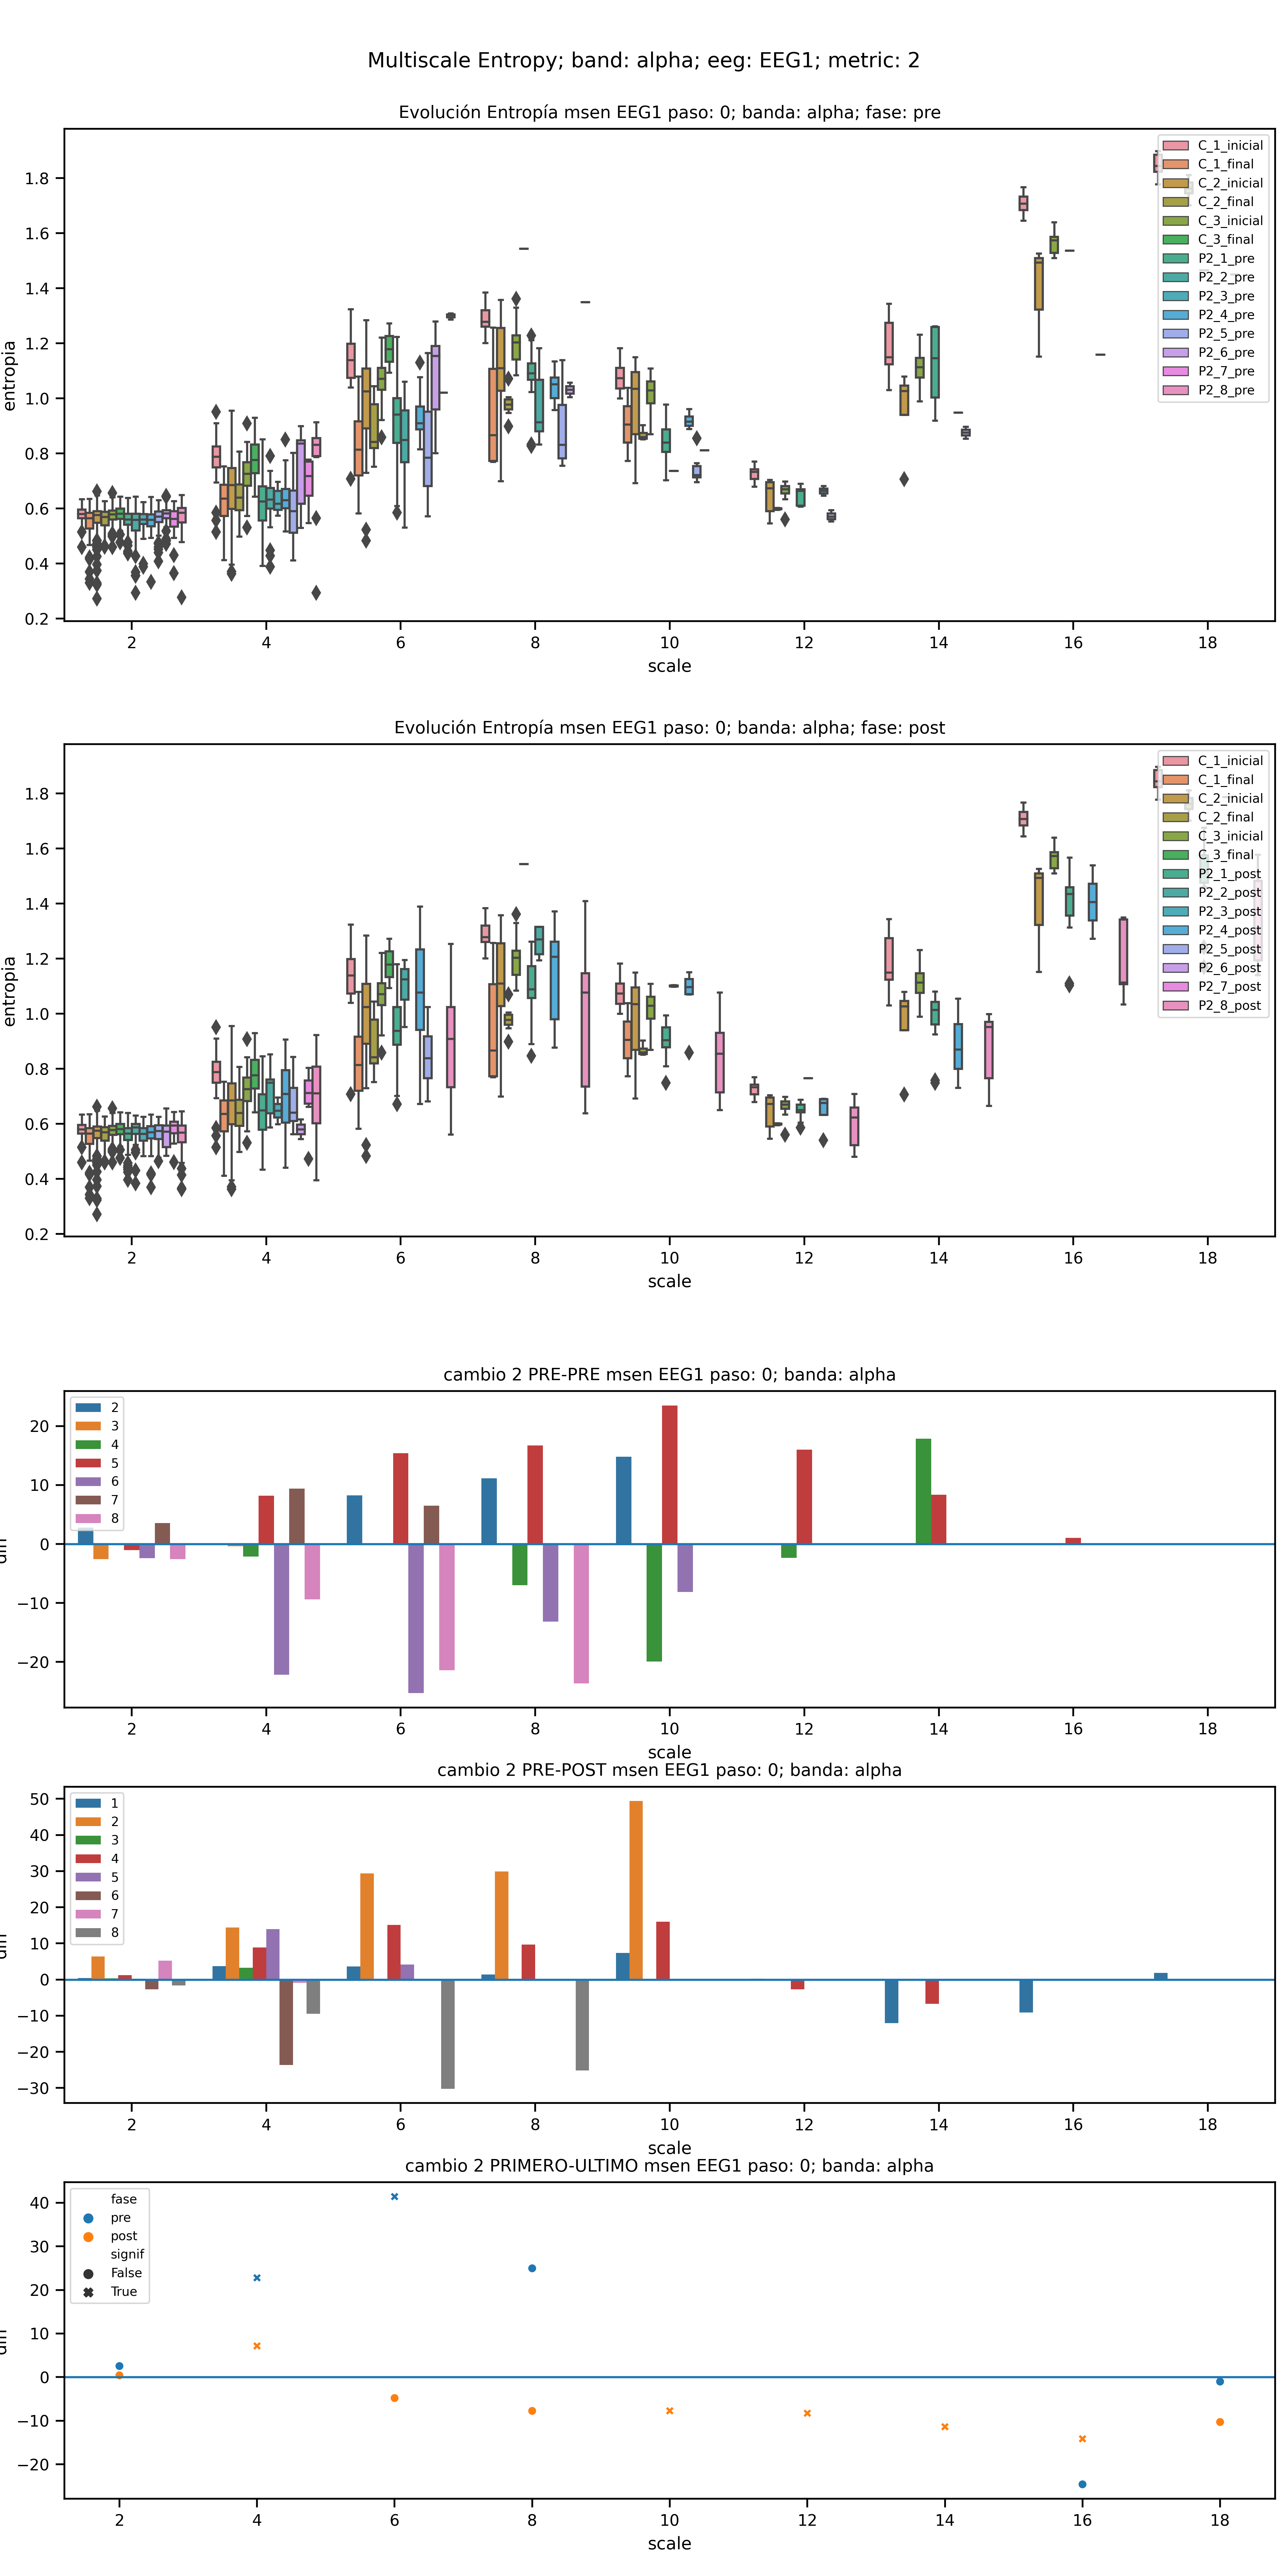 Multiscale Entropy; band: alpha; eeg: EEG1; metric: 2
Evolución Entropía msen EEG1 paso: 0; banda: alpha; fase: pre
entropia
1.8
1.6
1.4
1.2
1.0
0.8
0.6
0.4
0.2
C_1_inicial
C_1_final
C_2_inicial
C_2_final
C_3_inicial
C_3_final
P2_1_pre
P2_2_pre
P2_3_pre
P2_4_pre
P2_5_pre
P2_6_pre
P2_7_pre
P2_8_pre
2 4 6 8 10 12 14 16 18
scale
Evolución Entropía msen EEG1 paso: 0; banda: alpha; fase: post
entropia
1.8
1.6
1.4
1.2
1.0
0.8
0.6
0.4
0.2
C_1_inicial
C_1_final
C_2_inicial
C_2_final
C_3_inicial
C_3_final
P2_1_post
P2_2_post
P2_3_post
P2_4_post
P2_5_post
P2_6_post
P2_7_post
P2_8_post
2 4 6 8 10 12 14 16 18
scale
cambio 2 PRE-PRE msen EEG1 paso: 0; banda: alpha
20
10
0
−10
−20
2
3
4
5
6
7
8
2 4 6 8 10 12 14 16 18
scale
cambio 2 PRE-POST msen EEG1 paso: 0; banda: alpha
50
40
30
20
10
0
−10
−20
−30
1
2
3
4
5
6
7
8
2 4 6 8 10 12 14 16 18
scale
cambio 2 PRIMERO-ULTIMO msen EEG1 paso: 0; banda: alpha
40
30
20
10
0
−10
−20
fase
pre
post
signif
False
True
2 4 6 8 10 12 14 16 18
scale